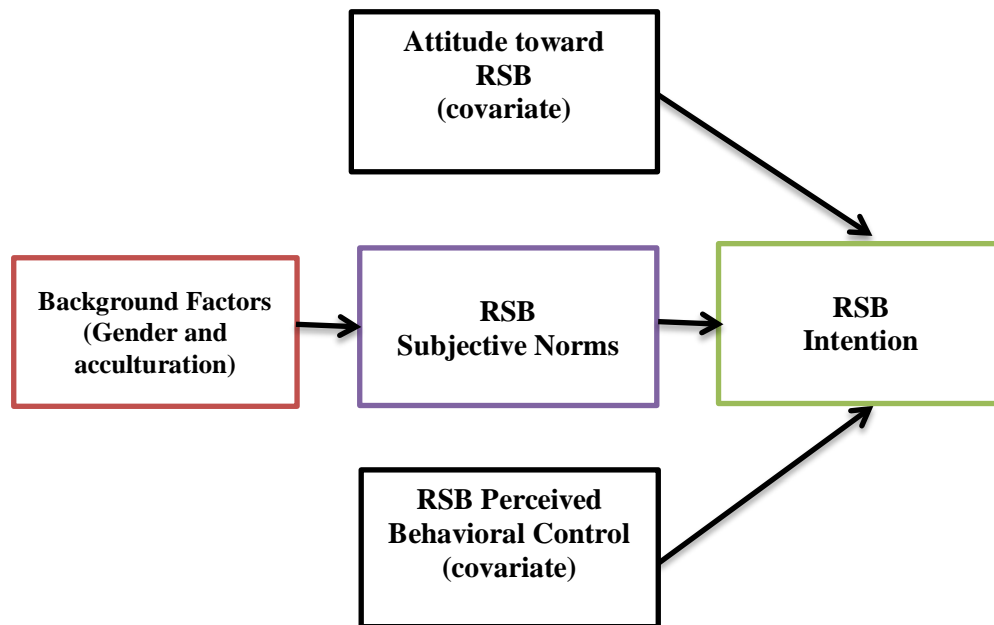 Attitude toward
RSB
(covariate)
Background Factors
(Gender and
acculturation)
RSB
Subjective Norms
RSB
Intention
RSB Perceived
Behavioral Control
(covariate)